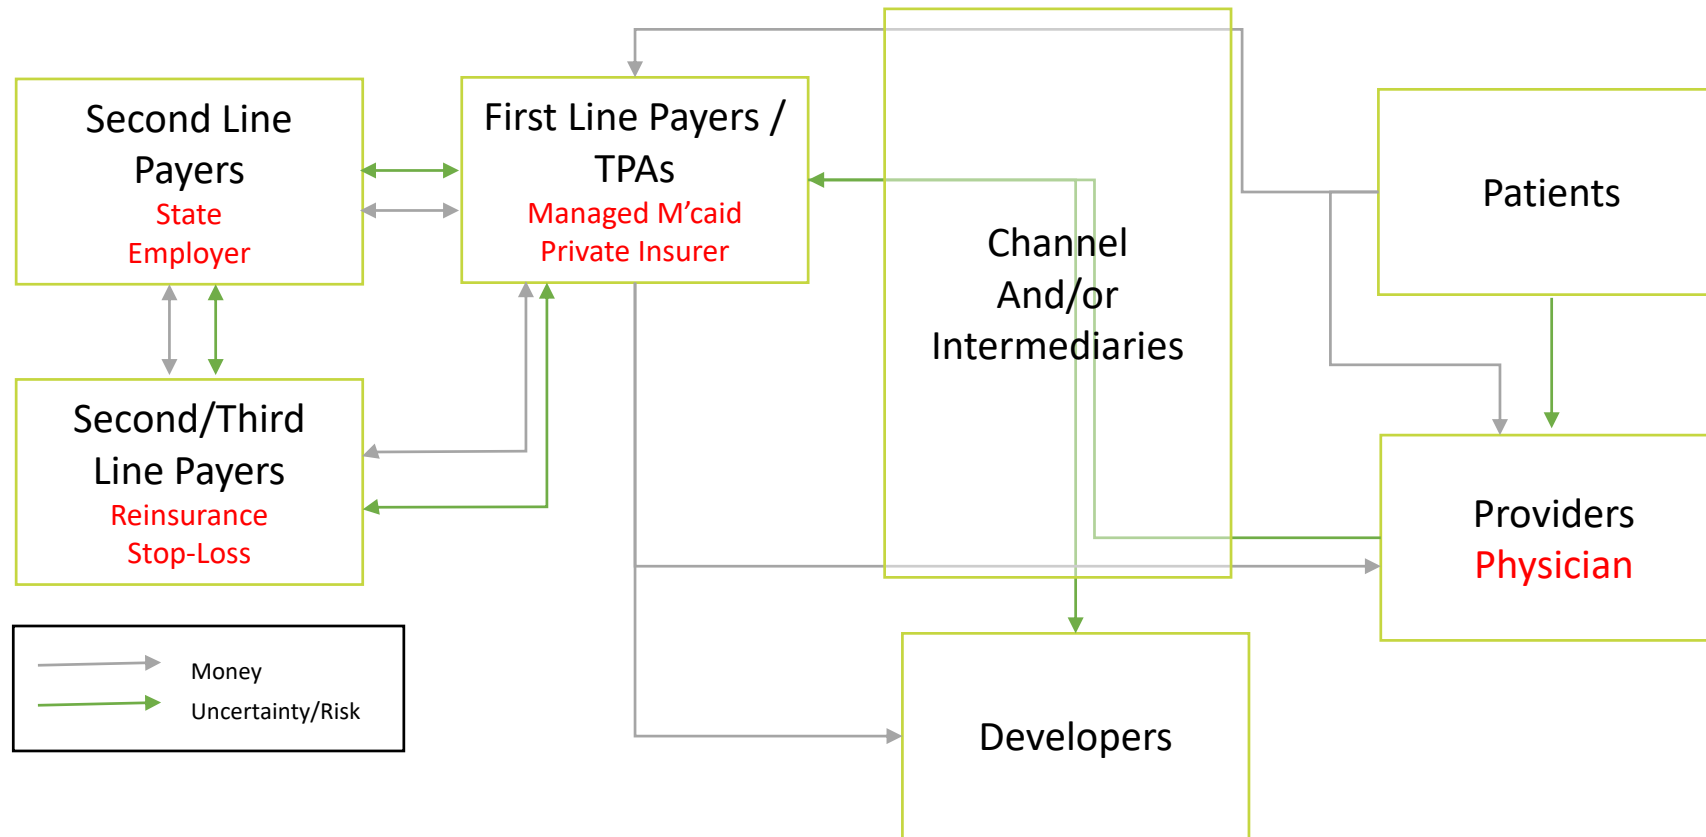 Second Line
Payers
State
Employer
First Line Payers /
TPAs
Managed M’caid
Private Insurer
Channel
And/or
Intermediaries
Patients
Second/Third
Line Payers
Reinsurance
Stop-Loss
Providers
Physician
Developers
Money
Uncertainty/Risk